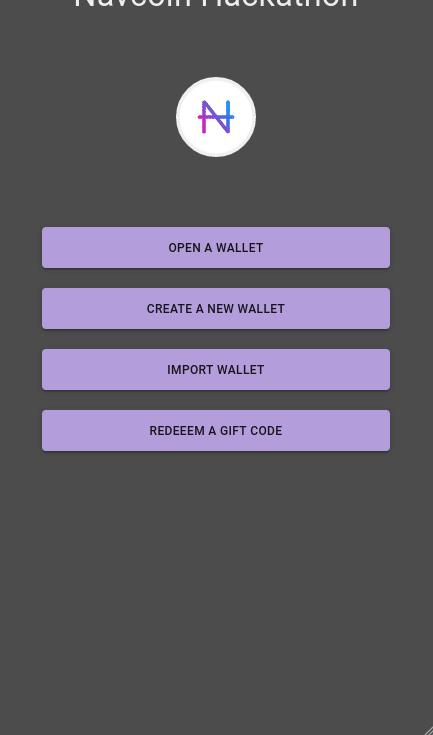 Navcoin Hackathon
OPEN A WALLET
CREATE A NEW WALLET
IMPORT WALLET
REDEEEM A GIFT CODE